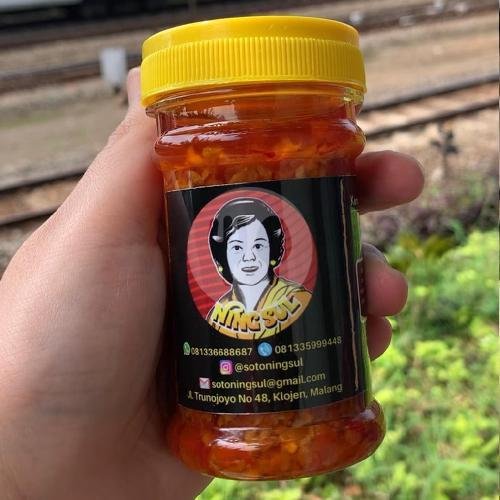 NING SUL
081336688687 081335999448
@sotoningsul
sotoningsul@gmail.com
Jl. Trunojoyo No 48, Klojen, Malang